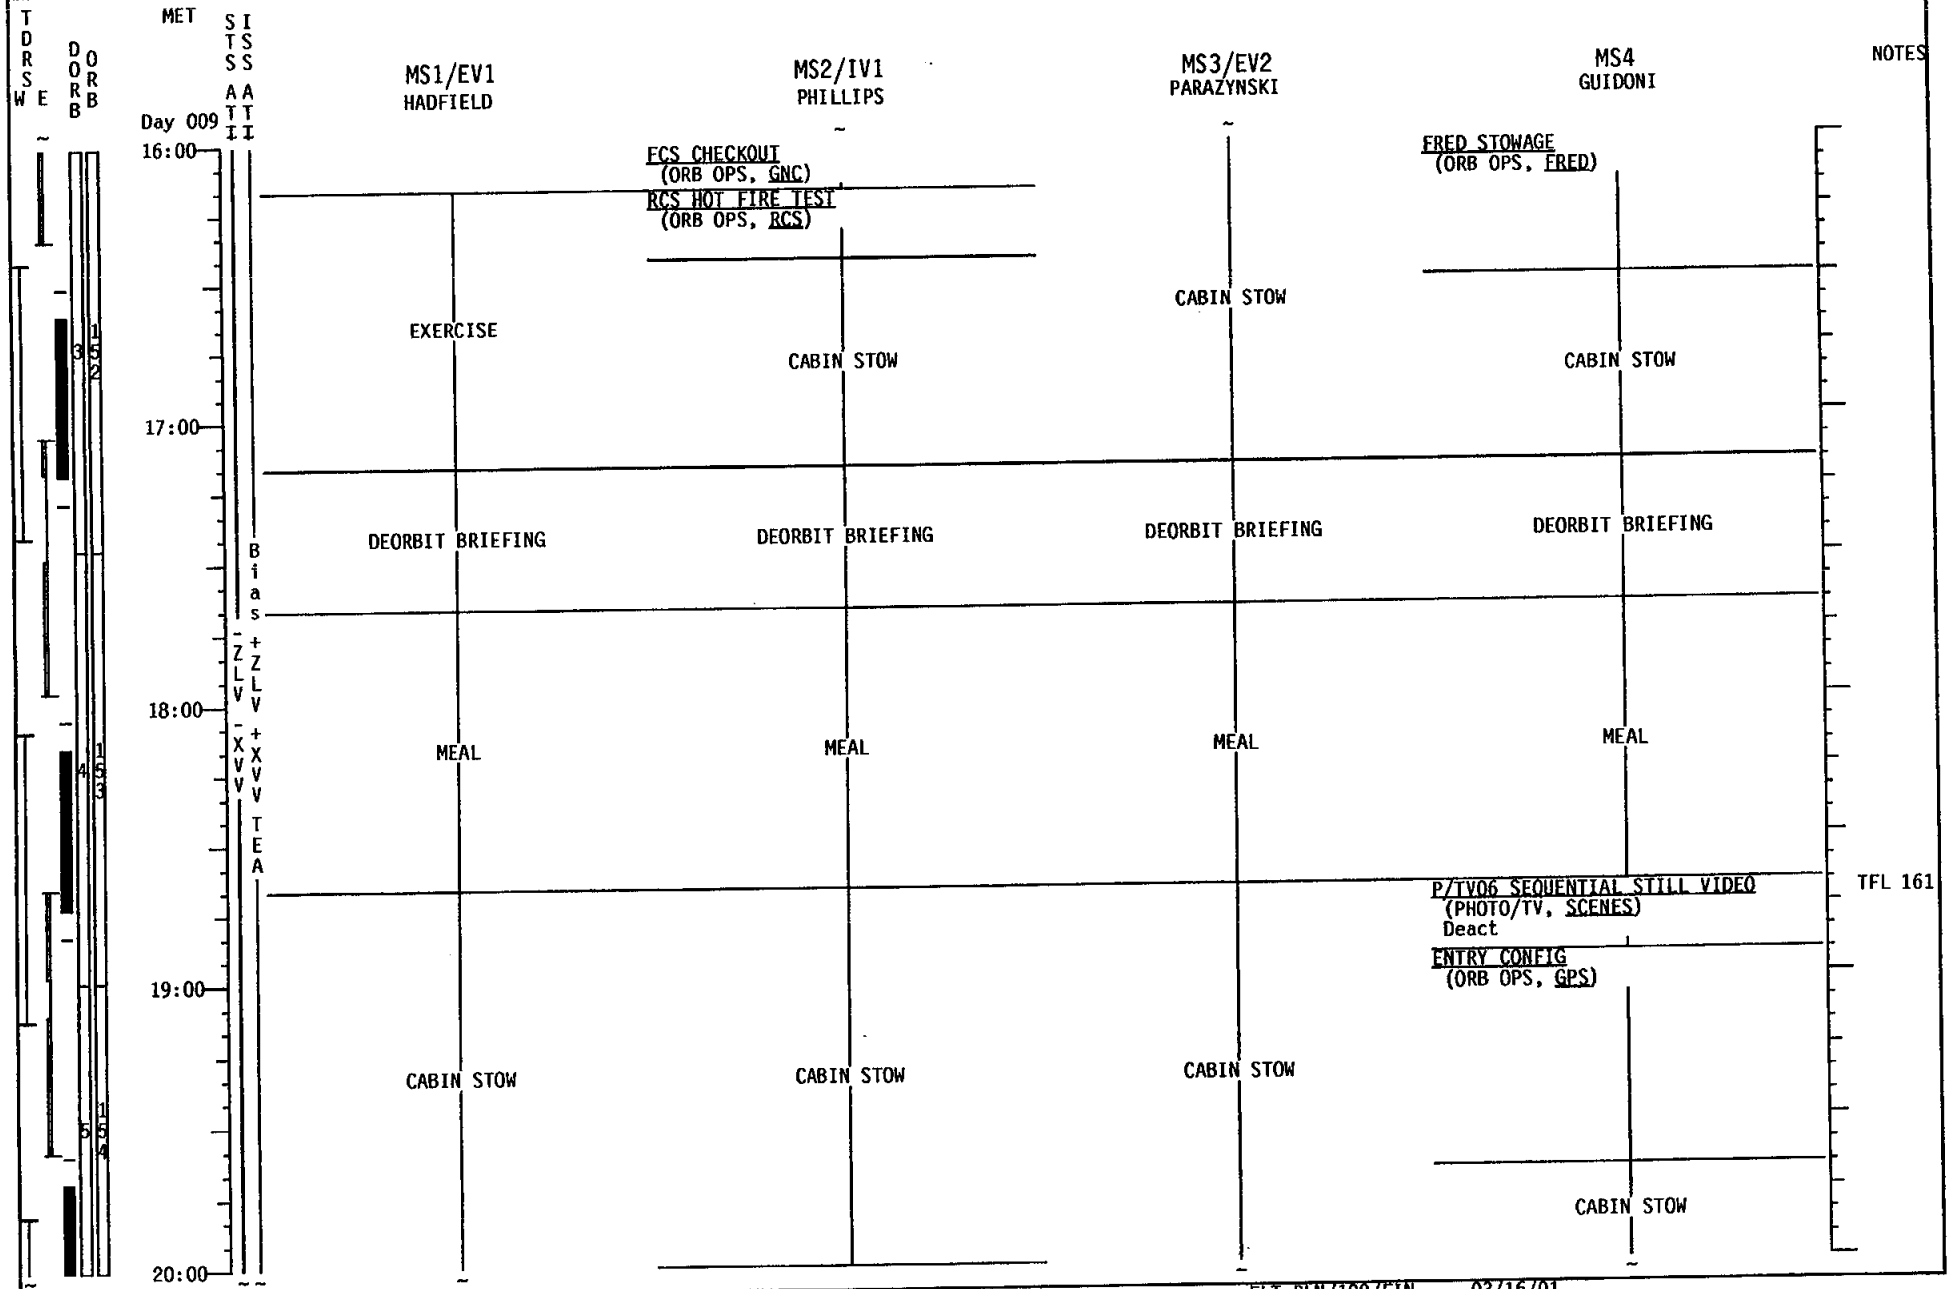 MET
TDRS
W E
DORB
ORB
STS ATT
ISS ATT
MS1/EV1
HADFIELD
MS2/IV1
PHILLIPS
MS3/EV2
PARAZYNSKI
MS4
GUIDONI
NOTES
Day 009
16:00
FCS CHECKOUT
(ORB OPS, GNC)
RCS HOT FIRE TEST
(ORB OPS, RCS)
FRED STOWAGE
(ORB OPS, FRED)
CABIN STOW
EXERCISE
CABIN STOW
CABIN STOW
3
152
17:00
DEORBIT BRIEFING
DEORBIT BRIEFING
DEORBIT BRIEFING
DEORBIT BRIEFING
-ZLV -XVV
Bias +ZLV +XVV TEA
18:00
MEAL
MEAL
MEAL
MEAL
4
153
P/TV06 SEQUENTIAL STILL VIDEO
(PHOTO/TV, SCENES)
Deact
TFL 161
ENTRY CONFIG
(ORB OPS, GPS)
19:00
CABIN STOW
CABIN STOW
CABIN STOW
5
154
CABIN STOW
20:00